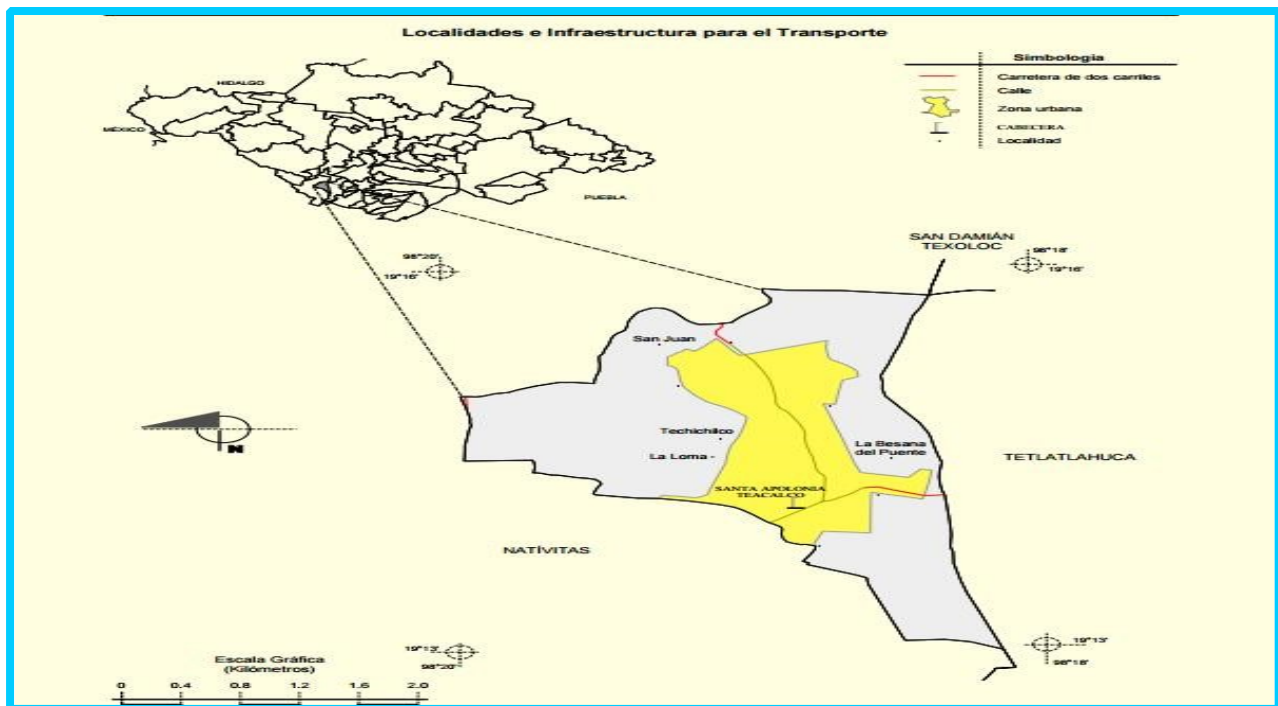 Localidades e Infraestructura para el Transporte
Simbología
Carretera de dos carriles
Calle
Zona urbana
CABECERA
Localidad
HIDALGO
MÉXICO
PUEBLA
SAN DAMIÁN
TEXOLOC
98°20'
19°16'
98°18'
19°16'
San Juan
Techichilco
La Loma
La Besana
del Puente
TETLATLAHUCA
SANTA APOLONIA
TEACALCO
N
NATÍVITAS
19°13'
98°20'
19°13'
98°18'
Escala Gráfica
(Kilómetros)
0 0.4 0.8 1.2 1.6 2.0